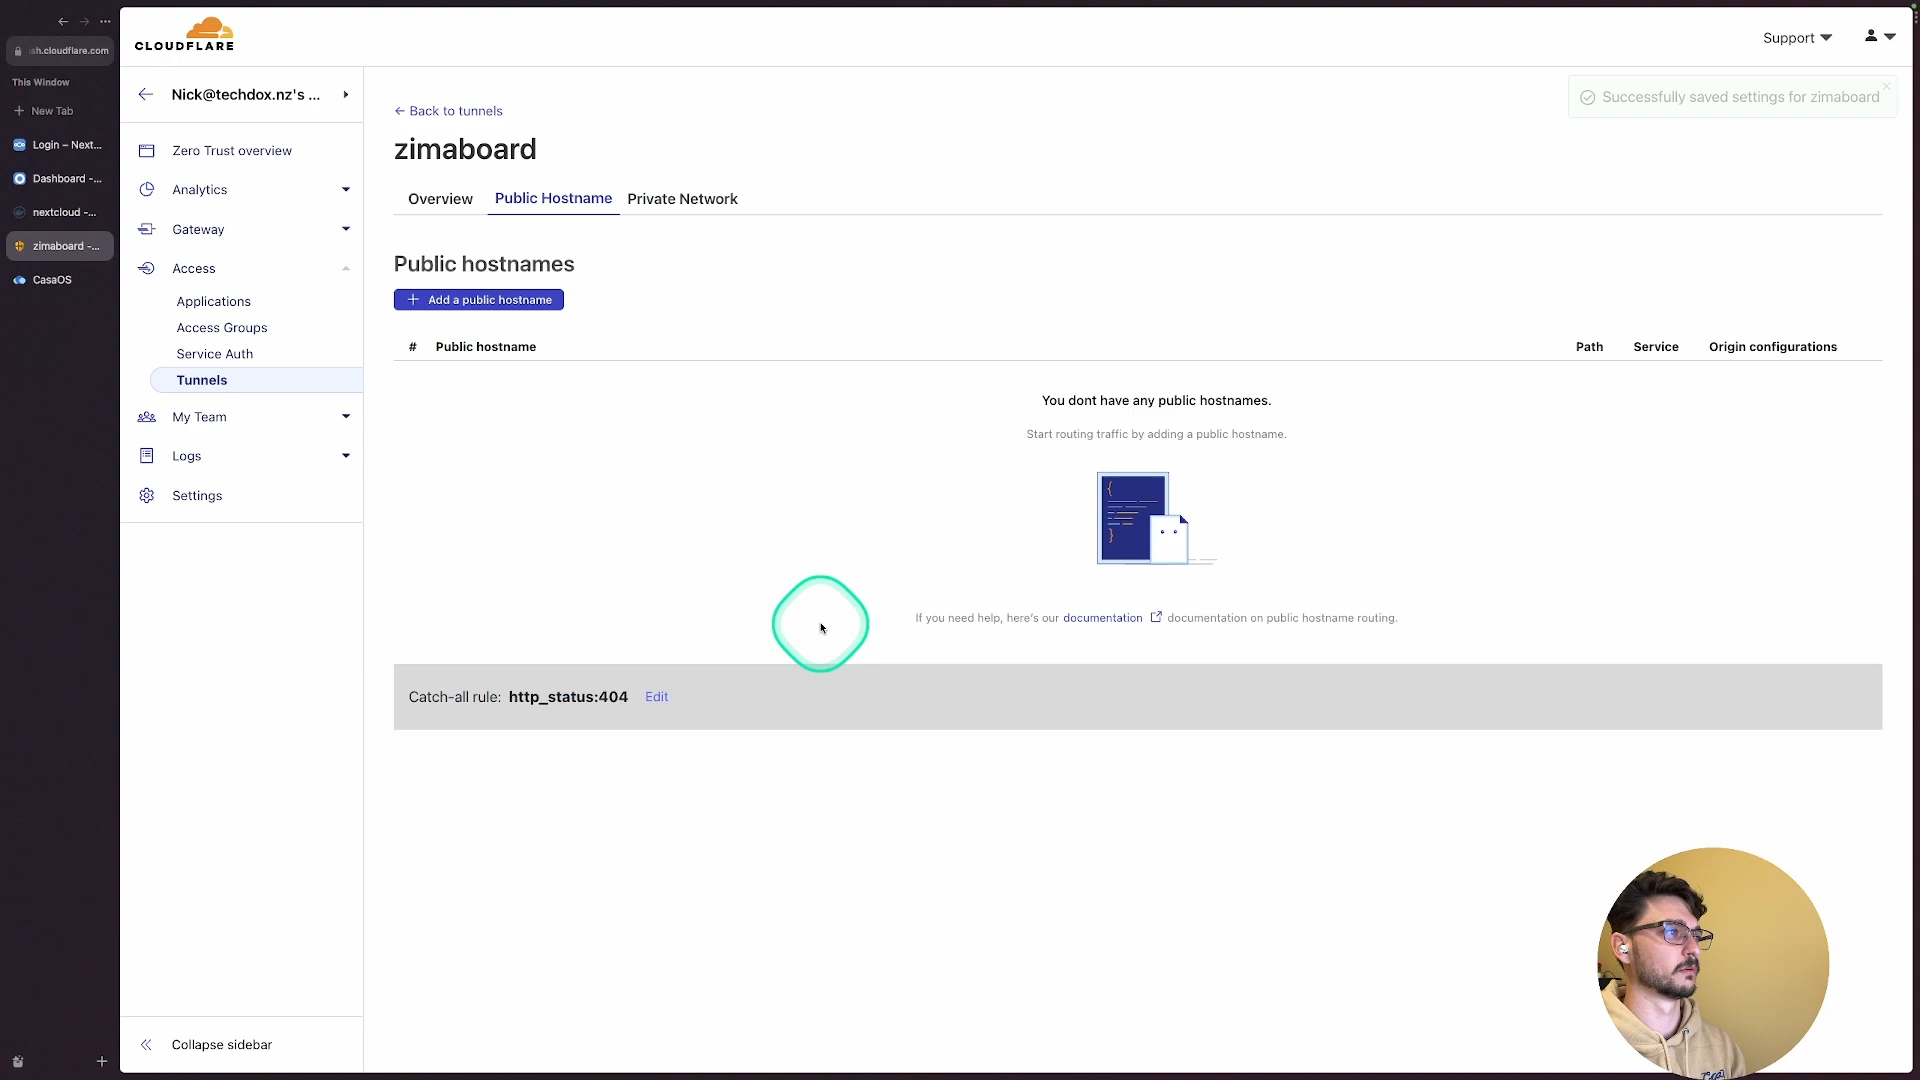 sh.cloudflare.com
This Window
New Tab
Login – Next...
Dashboard -...
nextcloud -...
zimaboard -...
CasaOS
CLOUDFLARE
Support
Nick@techdox.nz's ...
Zero Trust overview
Analytics
Gateway
Access
Applications
Access Groups
Service Auth
Tunnels
My Team
Logs
Settings
Collapse sidebar
Successfully saved settings for zimaboard
Back to tunnels
zimaboard
Overview Public Hostname Private Network
Public hostnames
Add a public hostname
# Public hostname Path Service Origin configurations
You dont have any public hostnames.
Start routing traffic by adding a public hostname.
If you need help, here's our documentation documentation on public hostname routing.
Catch-all rule: http_status:404 Edit